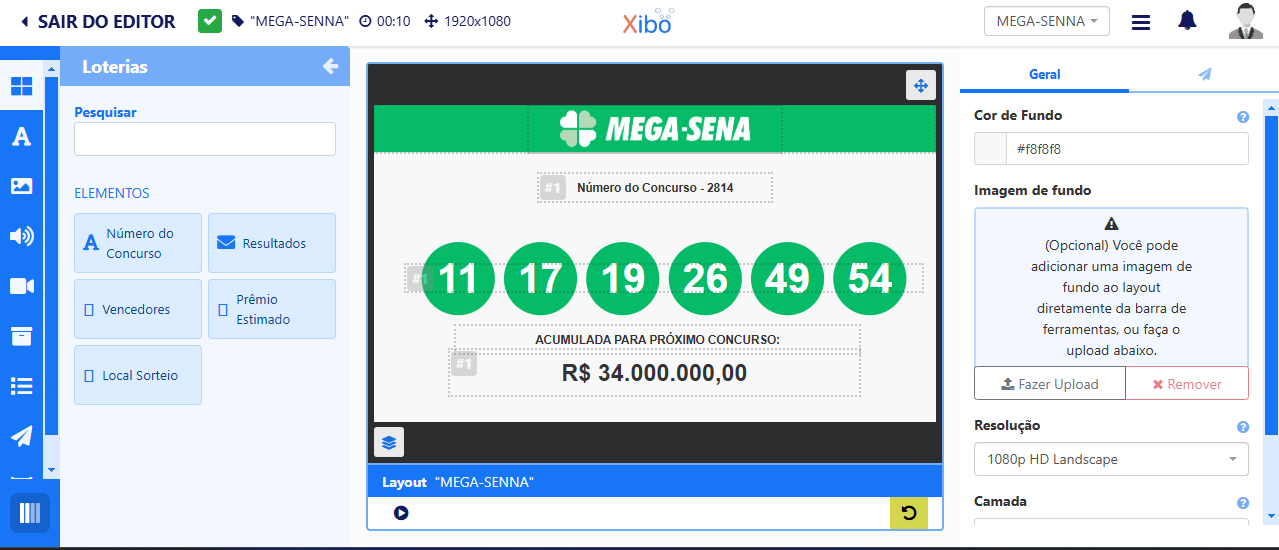 SAIR DO EDITOR
"MEGA-SENNA"
00:10
1920x1080
Xibo
MEGA-SENNA
Loterias
Pesquisar
ELEMENTOS
Número do
Concurso
Resultados
Vencedores
Prêmio
Estimado
Local Sorteio
MEGA-SENA
#1 Número do Concurso - 2814
#1 11 17 19 26 49 54
ACUMULADA PARA PRÓXIMO CONCURSO:
#1
R$ 34.000.000,00
Layout "MEGA-SENNA"
Geral
Cor de Fundo
#f8f8f8
Imagem de fundo
(Opcional) Você pode
adicionar uma imagem de
fundo ao layout
diretamente da barra de
ferramentas, ou faça o
upload abaixo.
Fazer Upload
Remover
Resolução
1080p HD Landscape
Camada